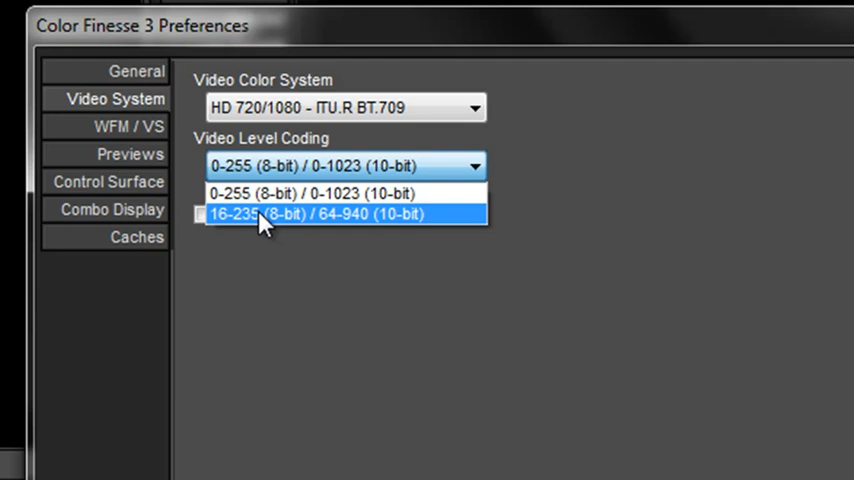 Color Finesse 3 Preferences
General
Video System
WFM / VS
Previews
Control Surface
Combo Display
Caches
Video Color System
HD 720/1080 - ITU.R BT.709
Video Level Coding
0-255 (8-bit) / 0-1023 (10-bit)
0-255 (8-bit) / 0-1023 (10-bit)
16-235 (8-bit) / 64-940 (10-bit)